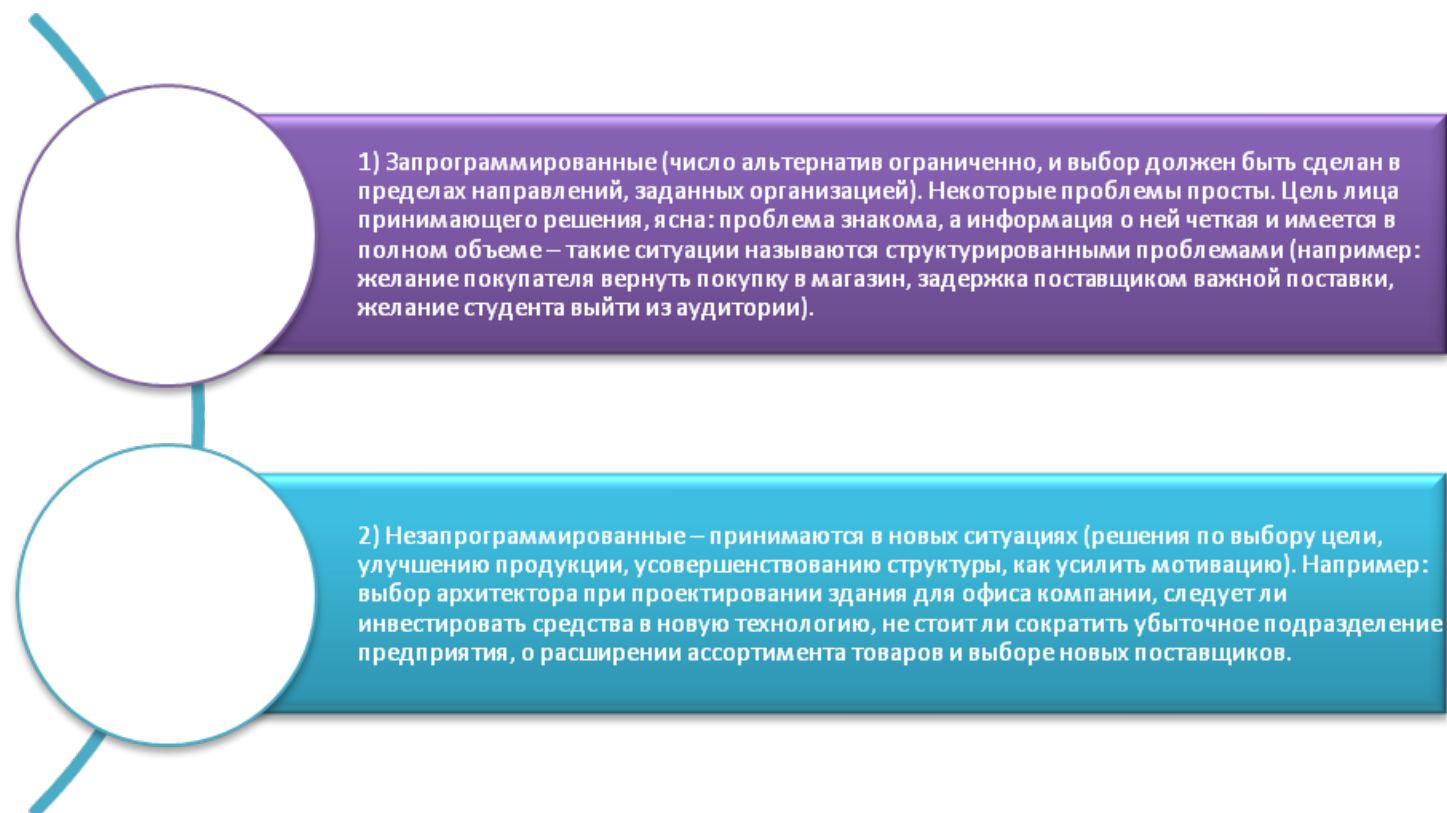 1) Запрограммированные (число альтернатив ограниченно, и выбор должен быть сделан в
пределах направлений, заданных организацией). Некоторые проблемы просты. Цель лица
принимающего решения, ясна: проблема знакома, а информация о ней четкая и имеется в
полном объеме – такие ситуации называются структурированными проблемами (например:
желание покупателя вернуть покупку в магазин, задержка поставщиком важной поставки,
желание студента выйти из аудитории).
2) Незапрограммированные – принимаются в новых ситуациях (решения по выбору цели,
улучшению продукции, усовершенствованию структуры, как усилить мотивацию). Например:
выбор архитектора при проектировании здания для офиса компании, следует ли
инвестировать средства в новую технологию, не стоит ли сократить убыточное подразделение
предприятия, о расширении ассортимента товаров и выборе новых поставщиков.